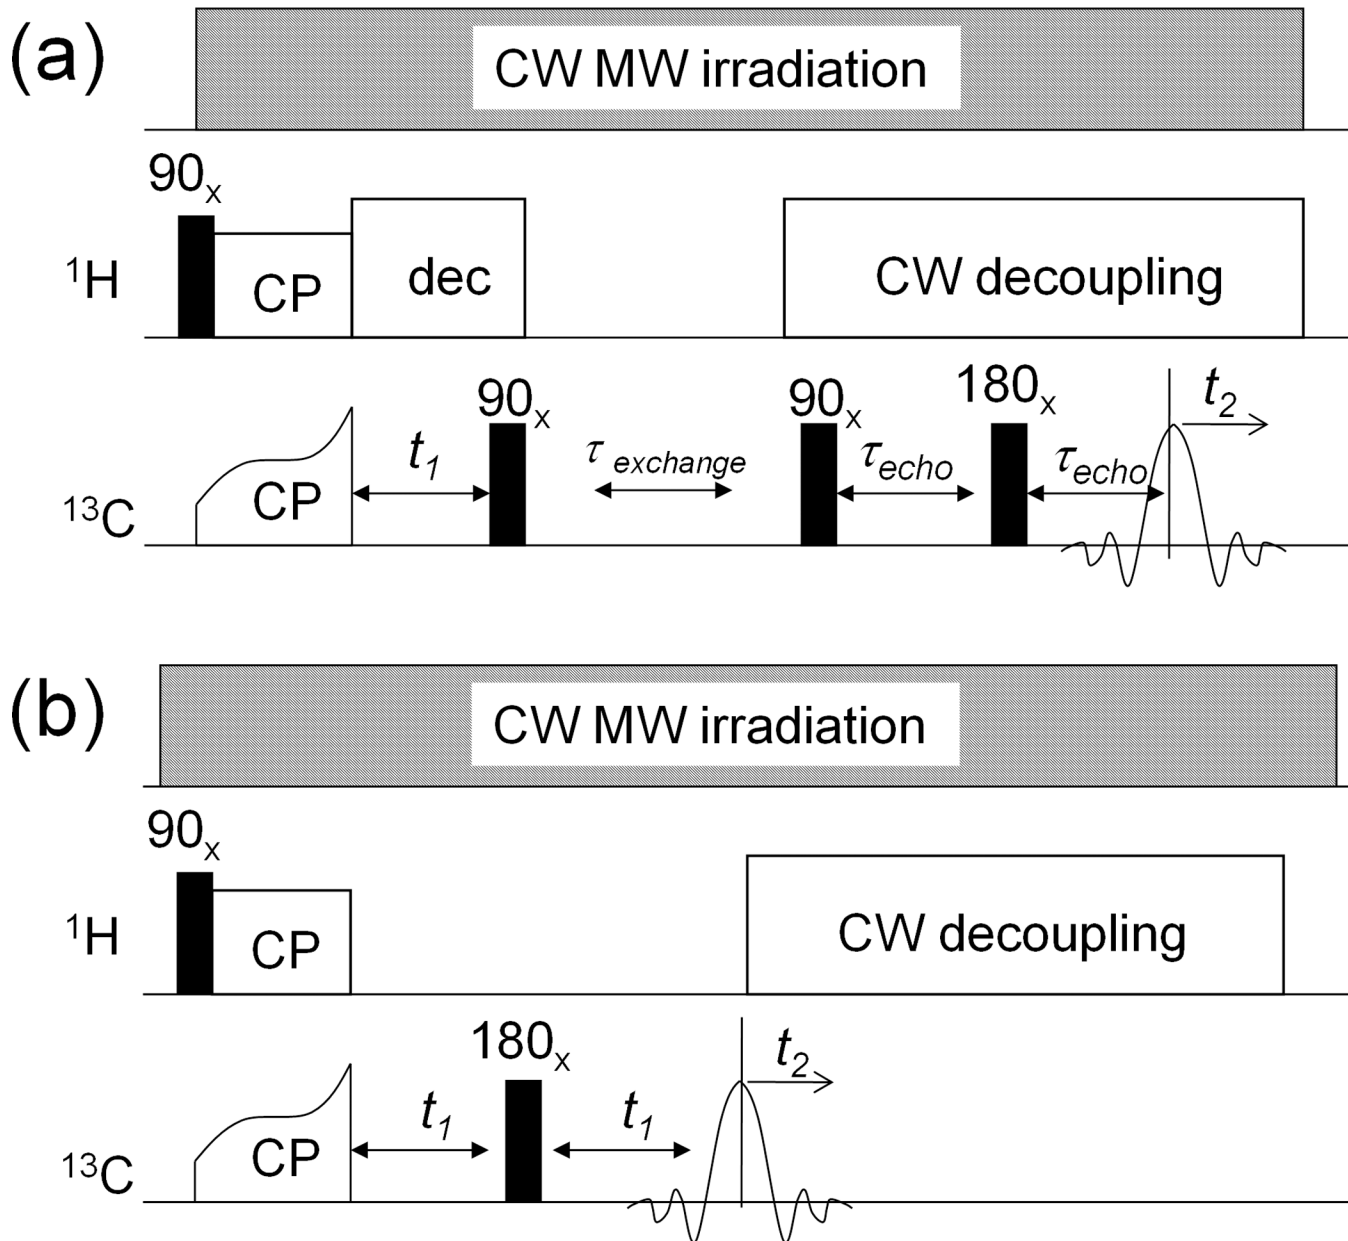 (a)
CW MW irradiation
90x
¹H
CP
dec
CW decoupling
90x
90x
180x
t₂
t₁
τ exchange
τecho
τecho
¹³C
CP
(b)
CW MW irradiation
90x
¹H
CP
CW decoupling
180x
t₂
t₁
t₁
¹³C
CP